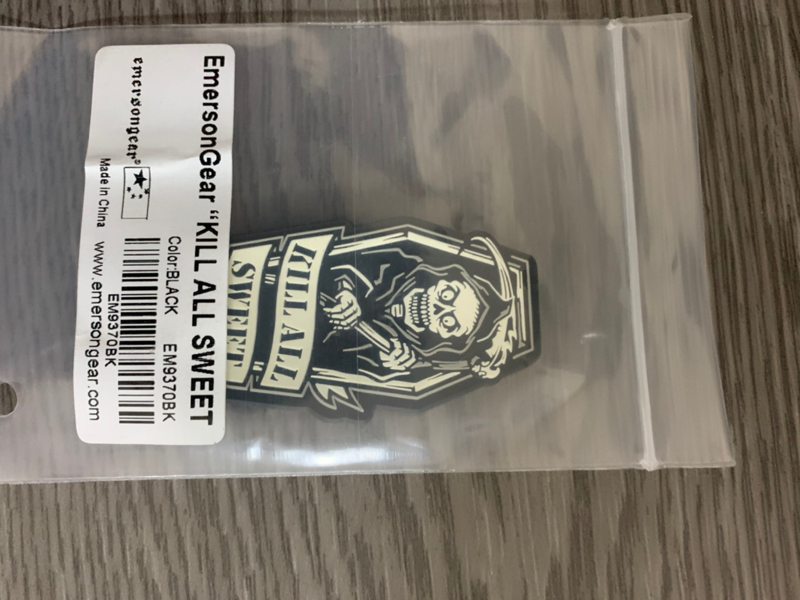 EmersonGear “KILL ALL SWEET
emersongear®
Color:BLACK
EM9370BK
Made in China
EM9370BK
www.emersongear.com
KILL ALL
SWEET